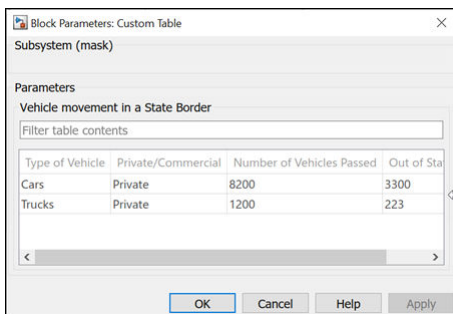 Block Parameters: Custom Table
Subsystem (mask)
Parameters
Vehicle movement in a State Border
Filter table contents
Type of Vehicle Private/Commercial Number of Vehicles Passed Out of Sta
Cars Private 8200 3300
Trucks Private 1200 223
OK Cancel Help Apply